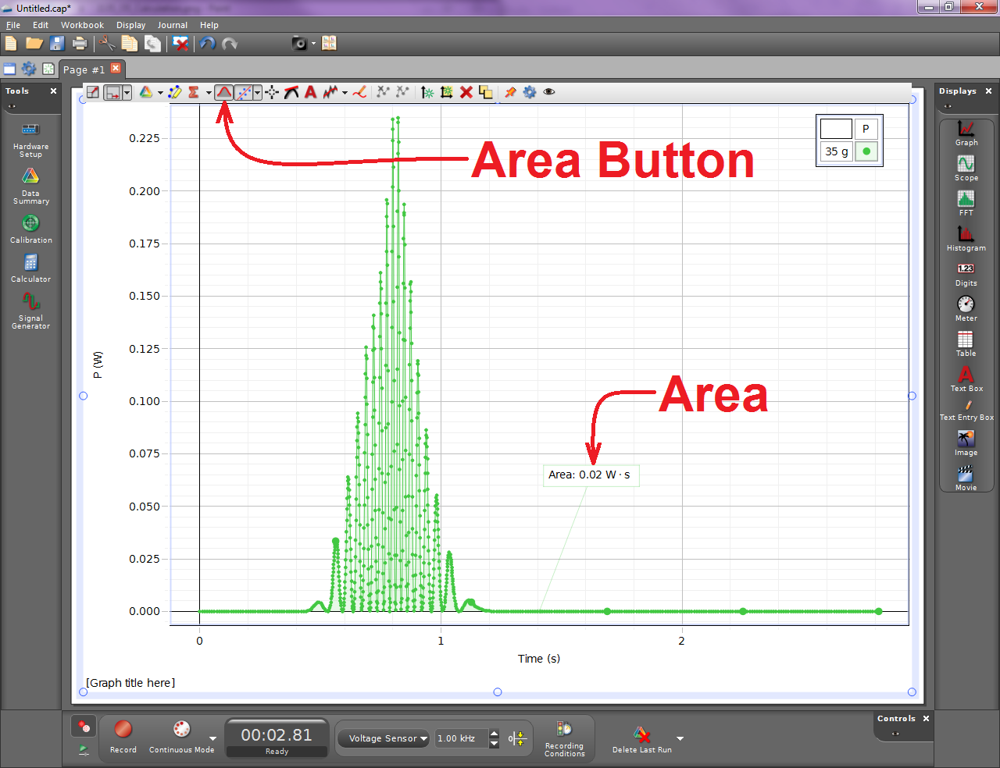 Untitled.cap*
File Edit Workbook Display Journal Help
Page #1
Tools
Hardware
Setup
Data
Summary
Calibration
Calculator
Signal
Generator
Area Button
P
35 g
0.225
0.200
0.175
0.150
0.125
0.100
0.075
0.050
0.025
0.000
P (W)
Area
Area: 0.02 W · s
0 1 2
Time (s)
[Graph title here]
Displays
Graph
Scope
FFT
Histogram
1.23
Digits
Meter
Table
Text Box
Text Entry Box
Image
Movie
Record
Continuous Mode
00:02.81
Ready
Voltage Sensor
1.00 kHz
Recording
Conditions
Delete Last Run
Controls